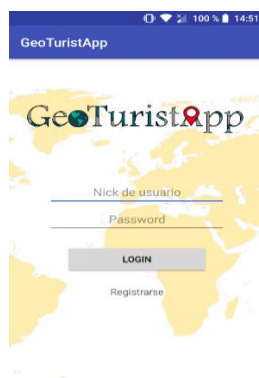 100 % 14:51
GeoTuristApp
GeoTuristApp
Nick de usuario
Password
LOGIN
Registrarse